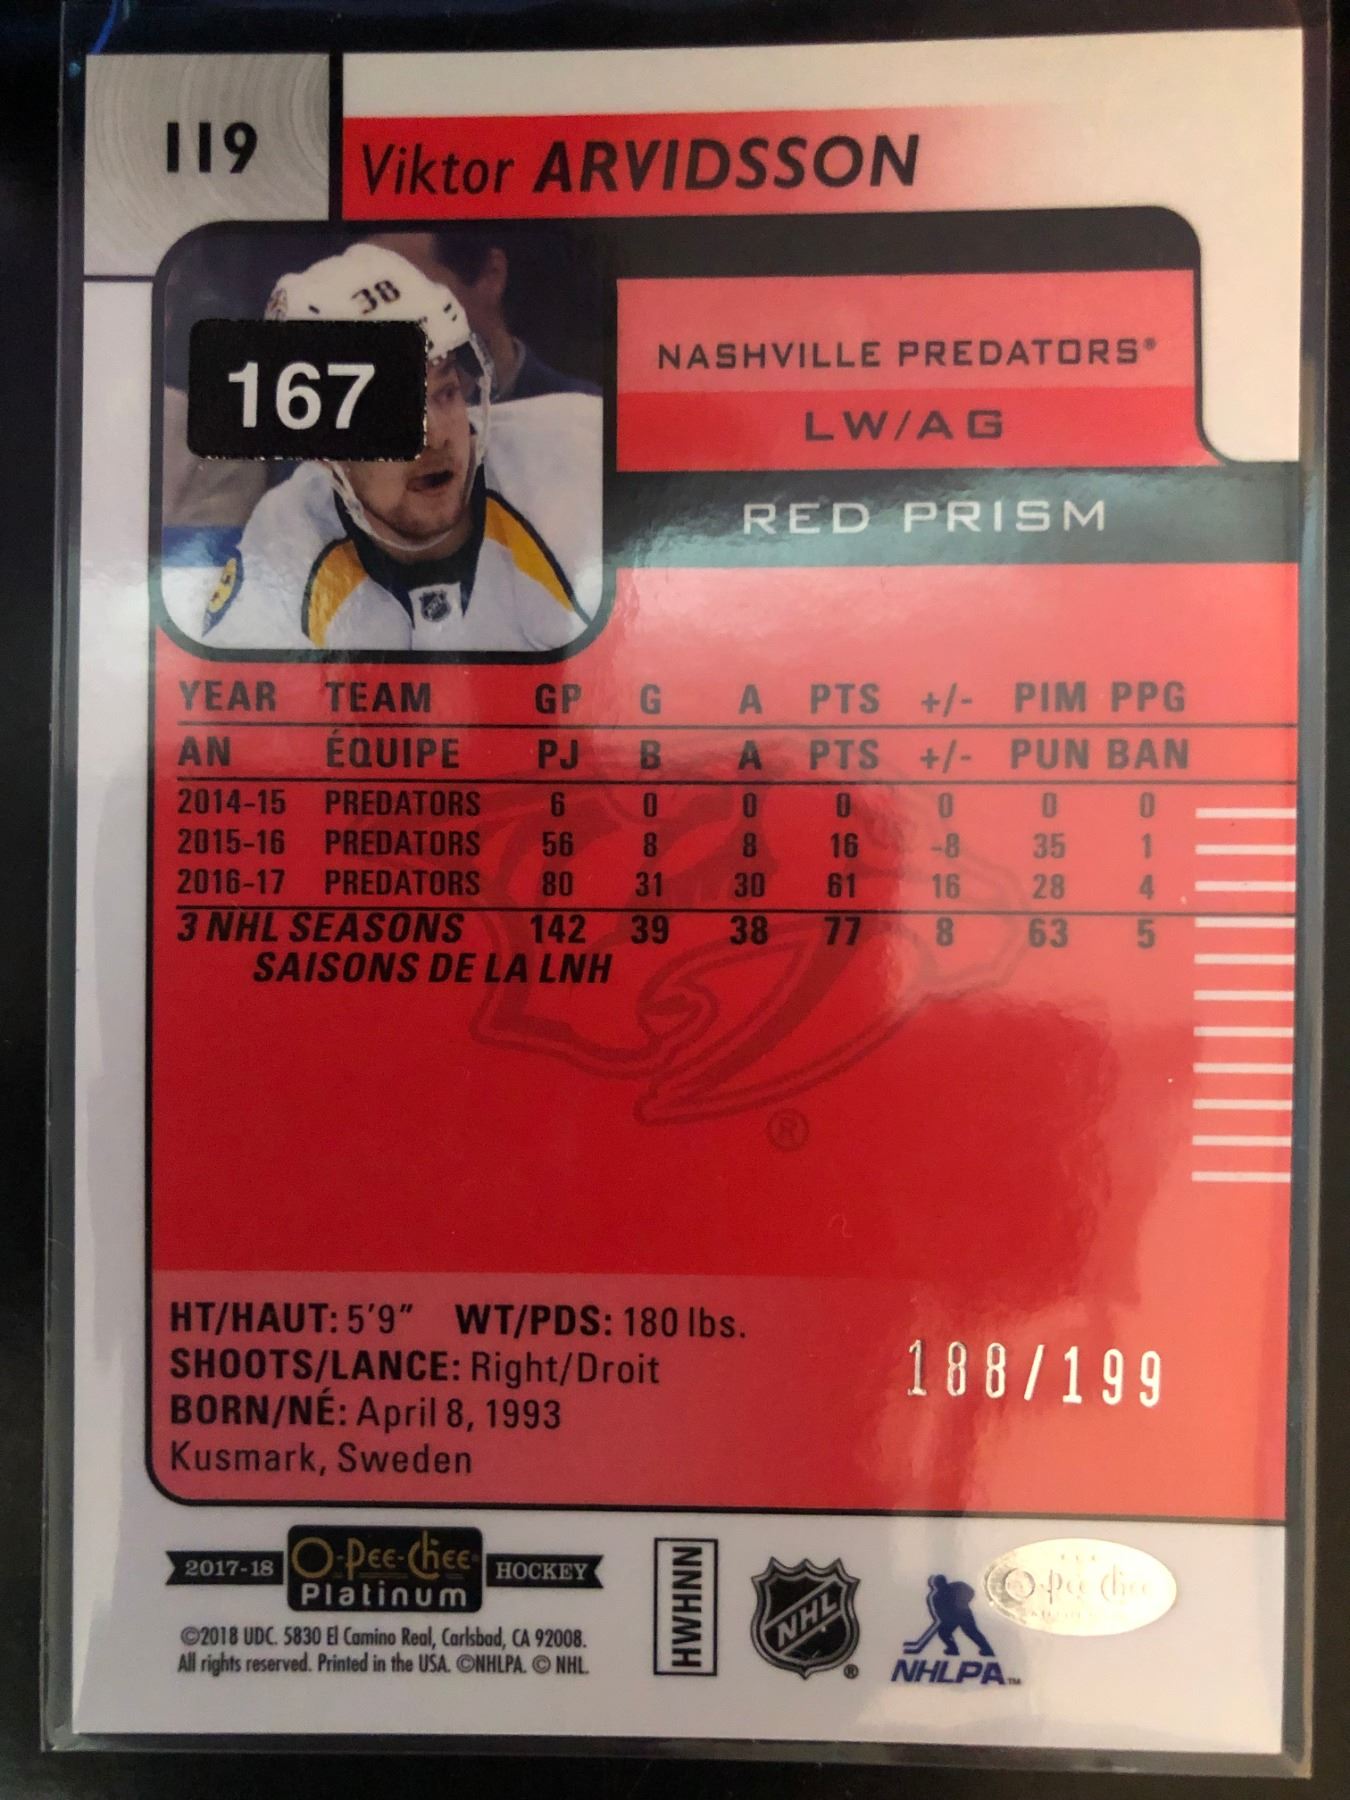 119
Viktor ARVIDSSON
38
167
NASHVILLE PREDATORS®
LW/AG
RED PRISM
YEAR TEAM GP G A PTS +/- PIM PPG
AN ÉQUIPE PJ B A PTS +/- PUN BAN
2014-15 PREDATORS 6 0 0 0 0 0 0
2015-16 PREDATORS 56 8 8 16 -8 35 1
2016-17 PREDATORS 80 31 30 61 16 28 4
3 NHL SEASONS 142 39 38 77 8 63 5
SAISONS DE LA LNH
®
HT/HAUT: 5'9" WT/PDS: 180 lbs.
SHOOTS/LANCE: Right/Droit
BORN/NÉ: April 8, 1993
Kusmark, Sweden
188/199
2017-18 O-Pee-Chee Platinum HOCKEY
©2018 UDC. 5830 El Camino Real, Carlsbad, CA 92008.
All rights reserved. Printed in the USA. ©NHLPA. © NHL.
HWHNN
NHL ®
NHLPA™
O-Pee-Chee